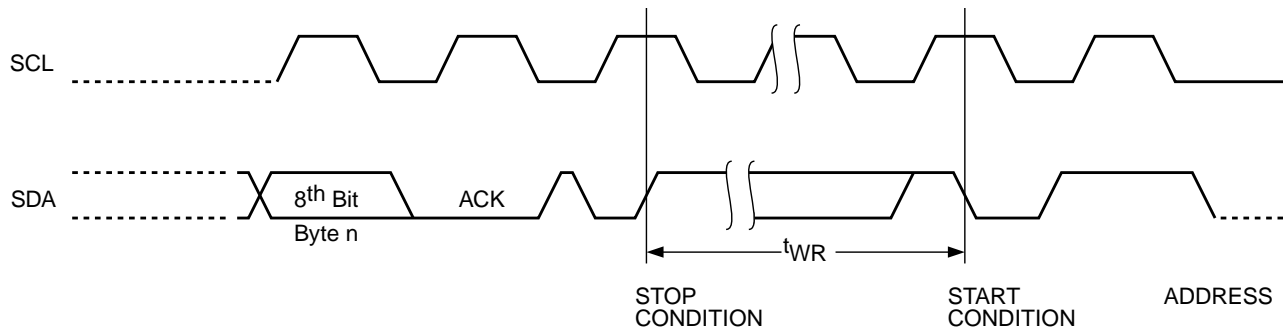 SCL
SDA
8th Bit
ACK
Byte n
tWR
STOP
CONDITION
START
CONDITION
ADDRESS